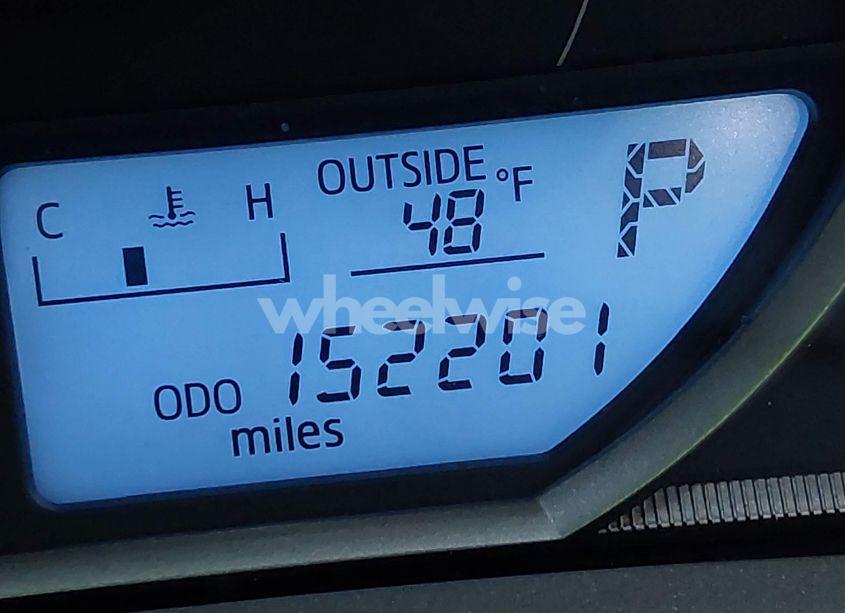 OUTSIDE
C H 48 °F P
wheelwise
ODO 152201
miles